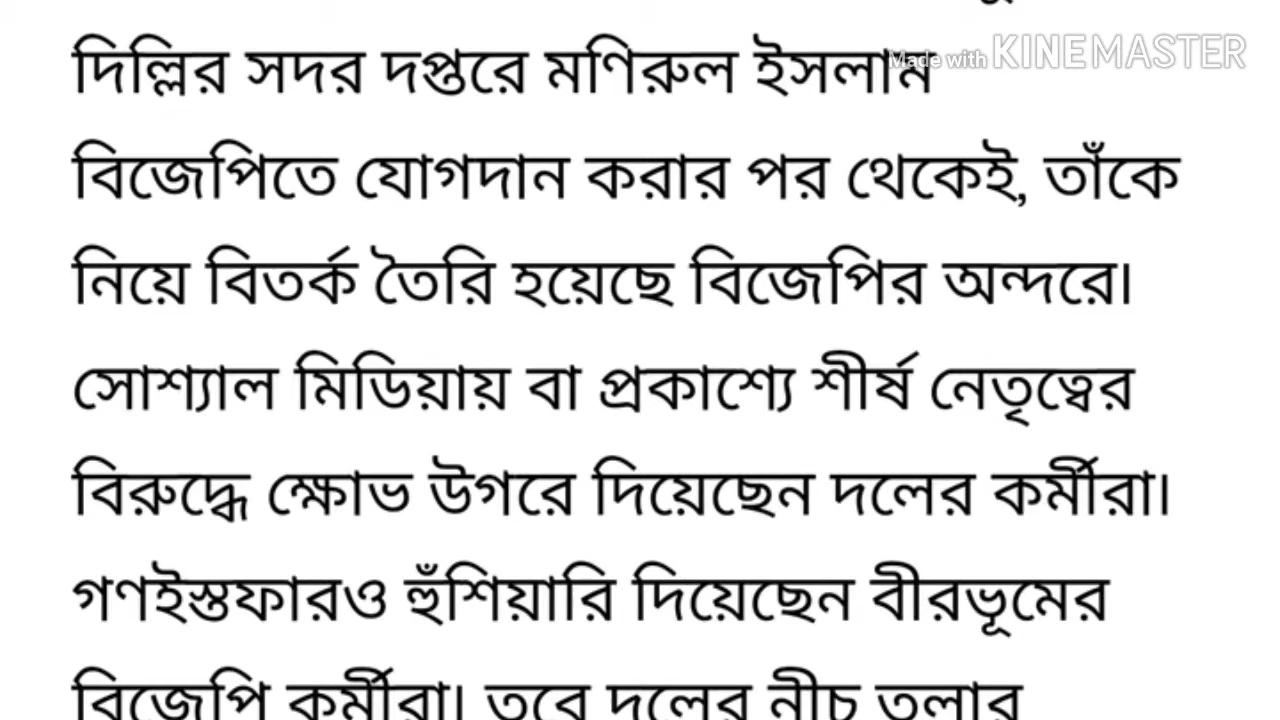 দিল্লির সদর দপ্তরে মণিরুল ইসলাম
Made with KINEMASTER
বিজেপিতে যোগদান করার পর থেকেই, তাঁকে
নিয়ে বিতর্ক তৈরি হয়েছে বিজেপির অন্দরে।
সোশ্যাল মিডিয়ায় বা প্রকাশ্যে শীর্ষ নেতৃত্বের
বিরুদ্ধে ক্ষোভ উগরে দিয়েছেন দলের কর্মীরা।
গণইস্তফারও হুঁশিয়ারি দিয়েছেন বীরভূমের
বিজেপি কর্মীরা। তবে দলের নীচ তলার